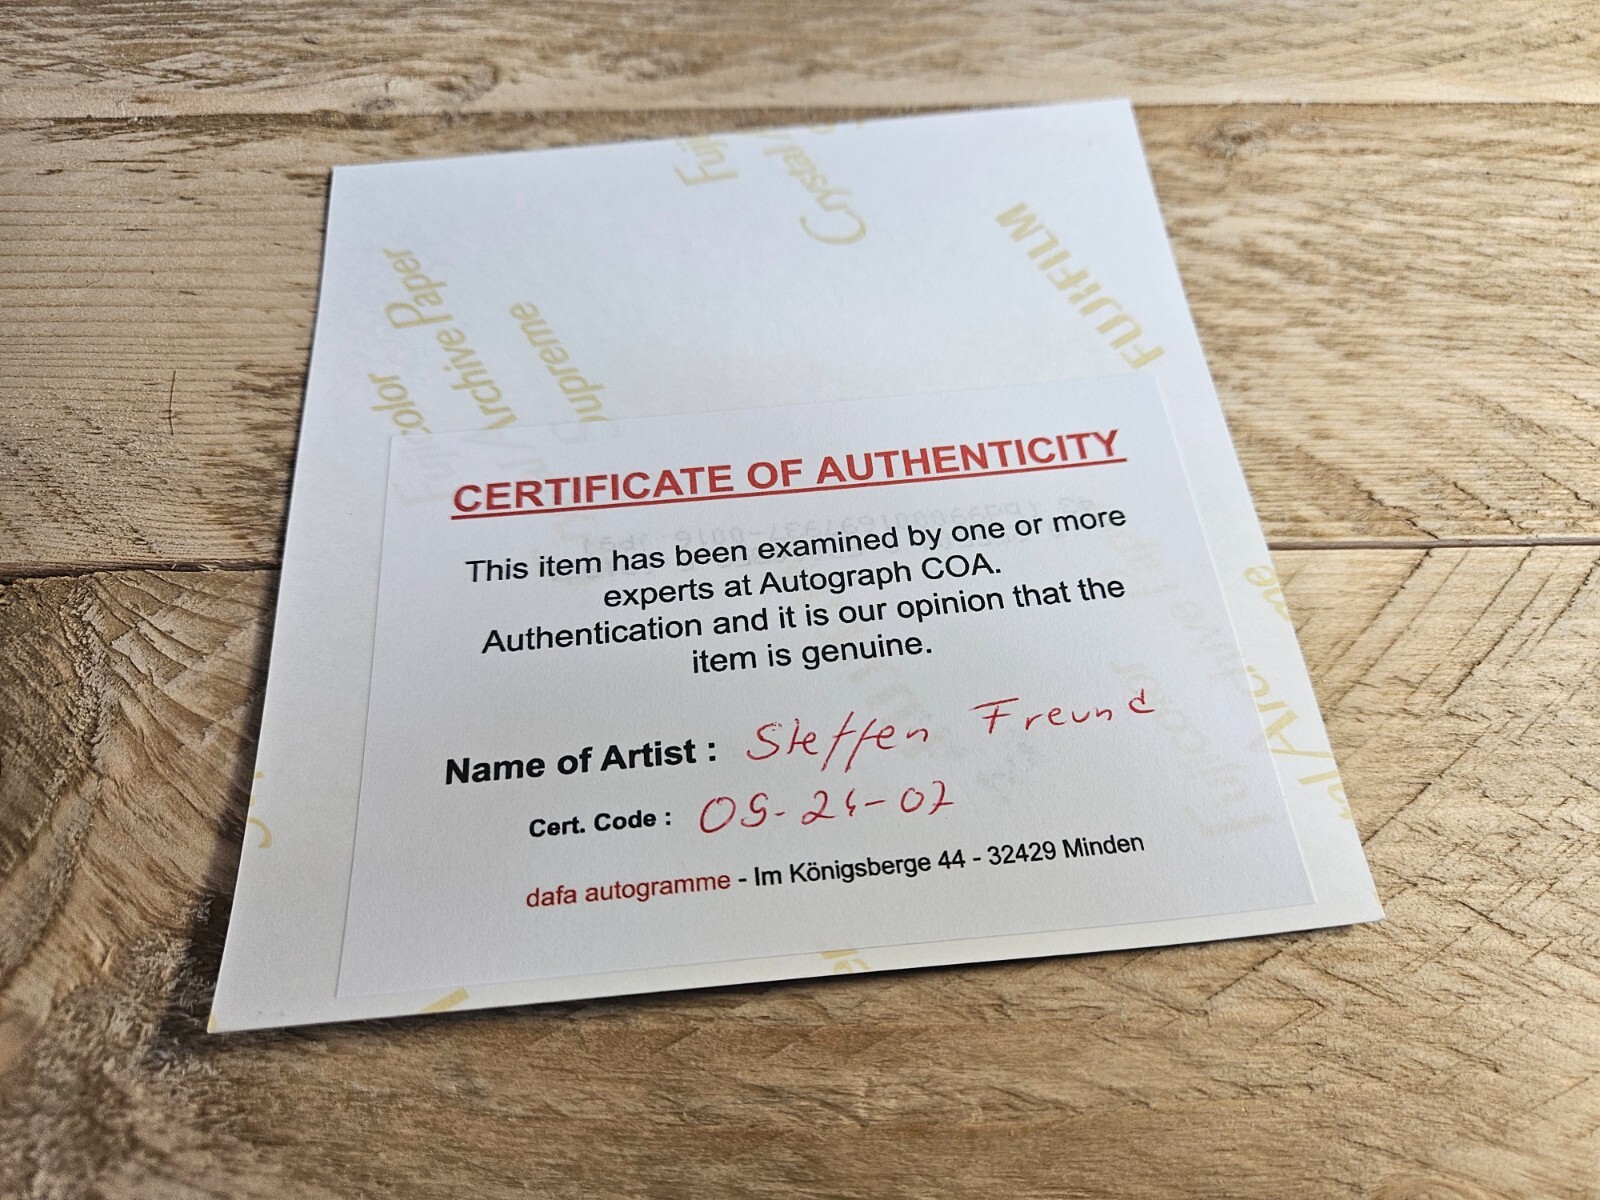 Fuji
Crystal
FUJIFILM
Fujicolor
Archive Paper
Supreme
CERTIFICATE OF AUTHENTICITY
This item has been examined by one or more
experts at Autograph COA.
Authentication and it is our opinion that the
item is genuine.
Name of Artist : Steffen Freund
Cert. Code : 05-24-02
dafa autogramme - Im Königsberge 44 - 32429 Minden